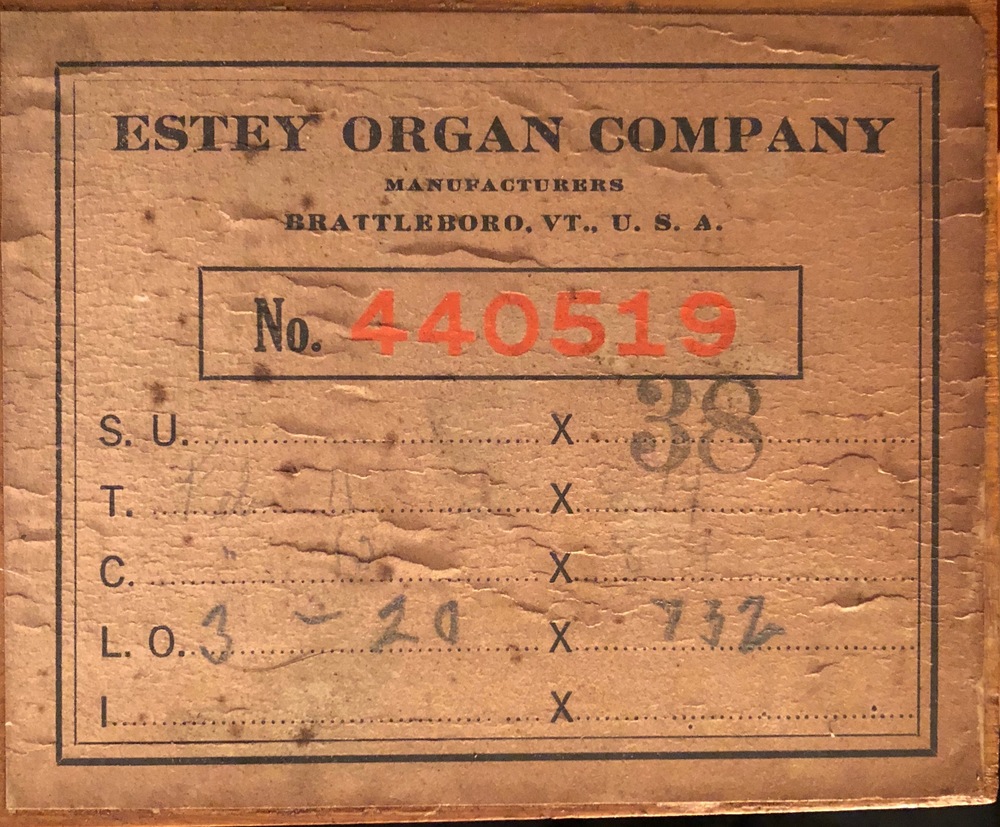 ESTEY ORGAN COMPANY
MANUFACTURERS
BRATTLEBORO, VT., U. S. A.
No. 440519
38
S. U. X
T. X
C. X
L. O. 3 - 20 X 732
I. X